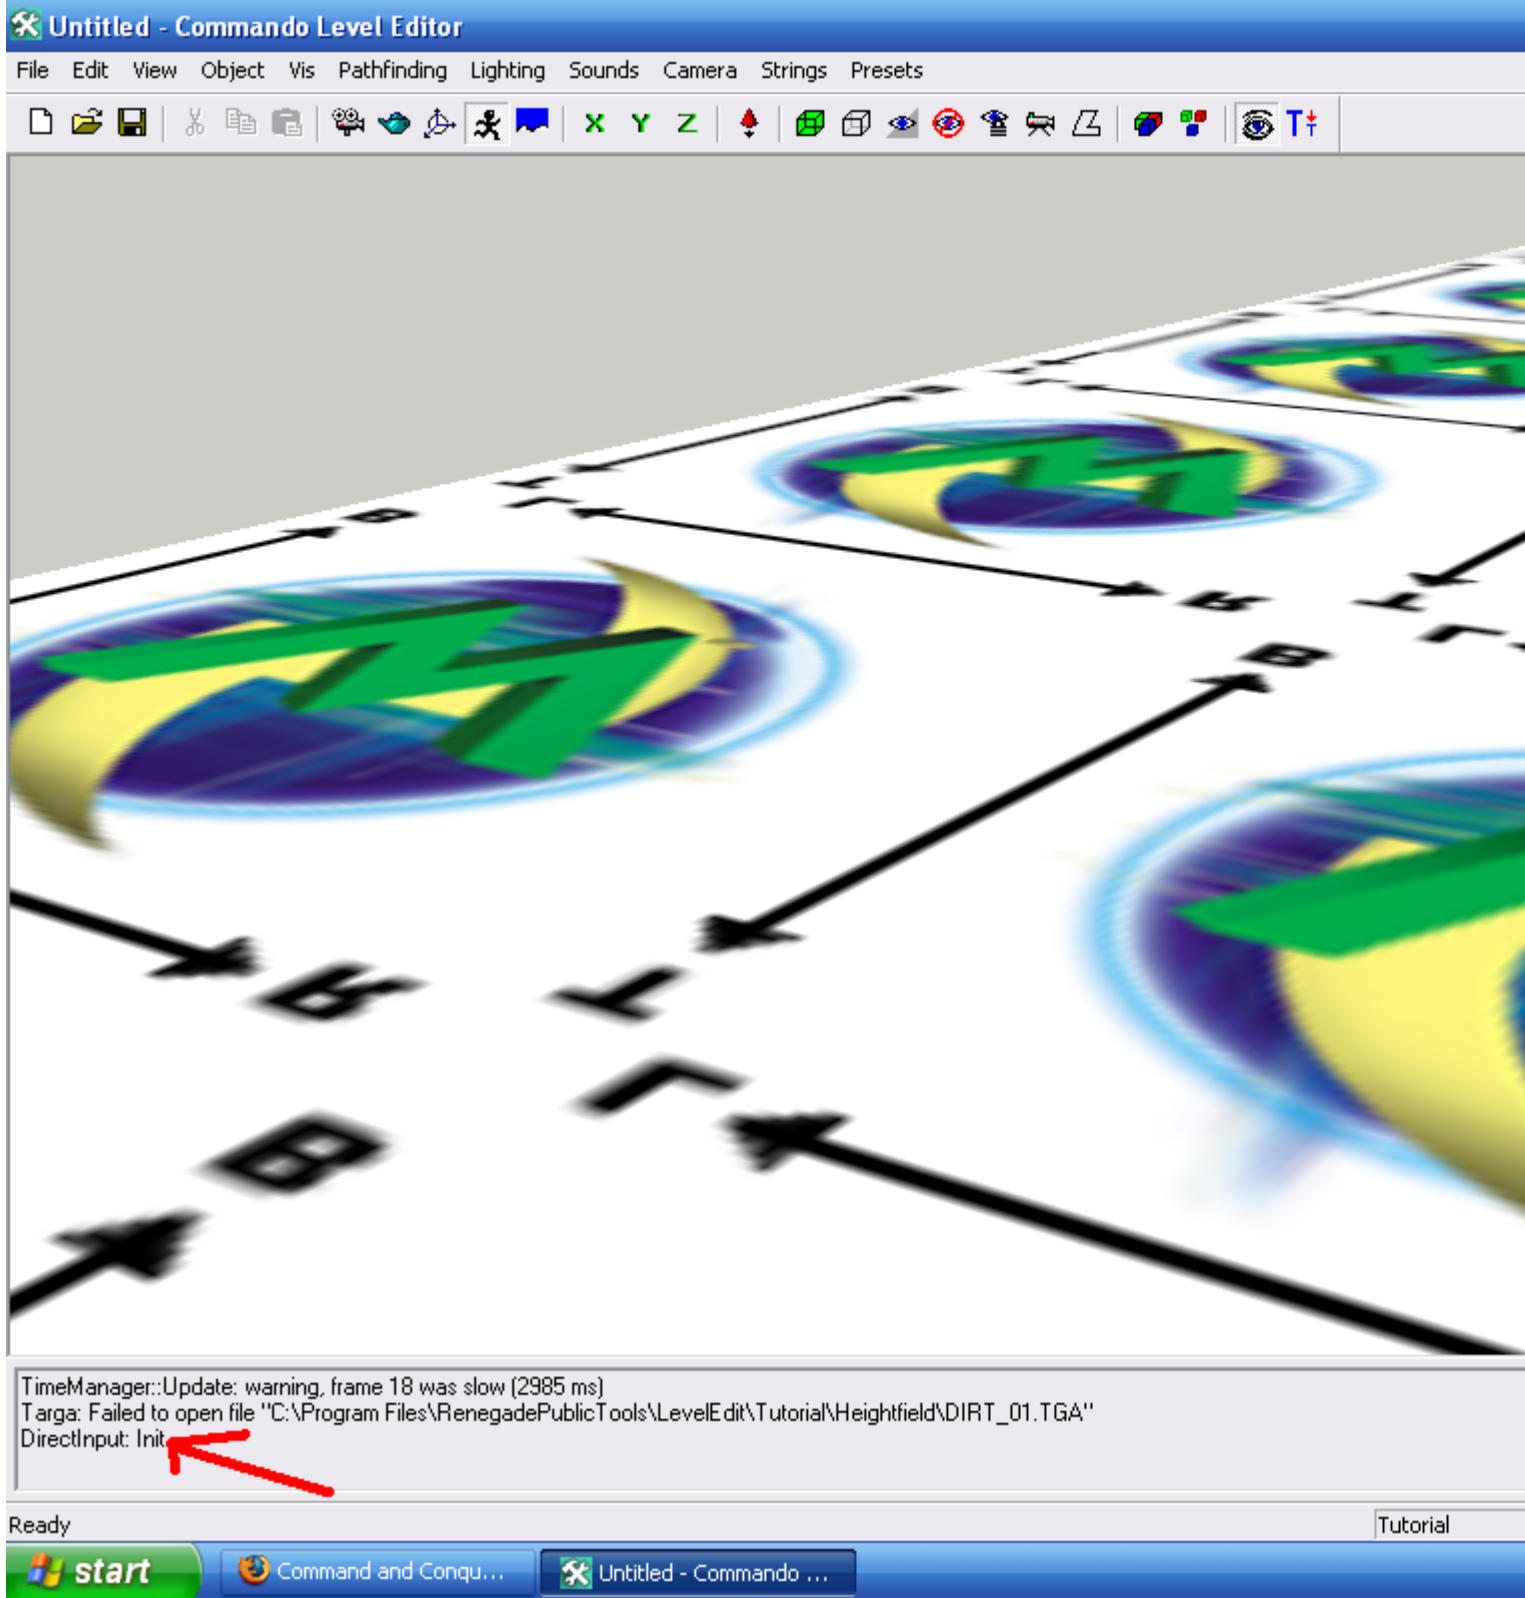 Untitled - Commando Level Editor
File Edit View Object Vis Pathfinding Lighting Sounds Camera Strings Presets
X Y Z T
B T
L
R T
B L
M
M
M
R T
L
B
TimeManager::Update: warning, frame 18 was slow (2985 ms)
Targa: Failed to open file "C:\Program Files\RenegadePublicTools\LevelEdit\Tutorial\Heightfield\DIRT_01.TGA"
DirectInput: Init
Ready Tutorial
start Command and Conqu... Untitled - Commando ...